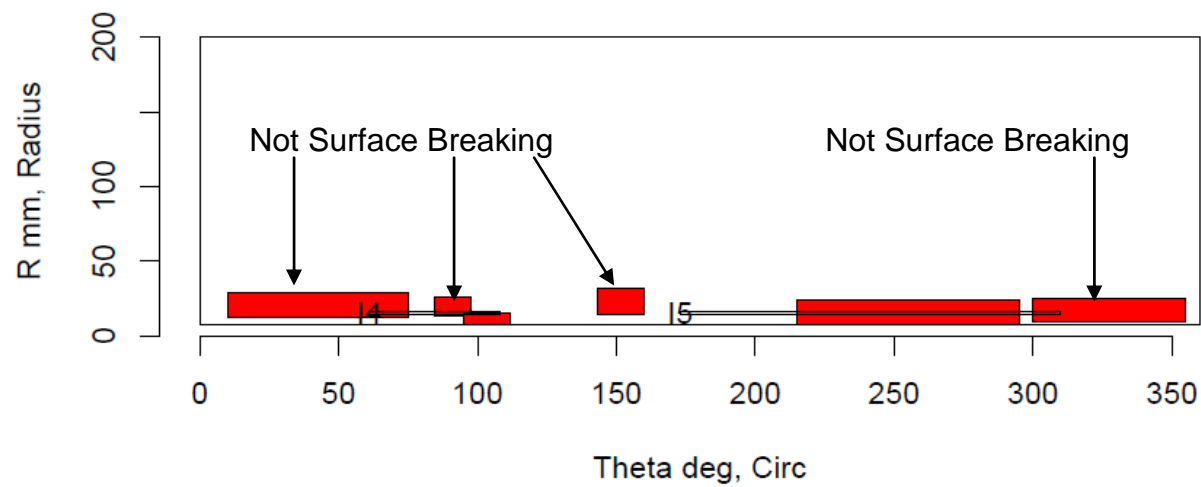 200
100
50
0
R mm, Radius
Not Surface Breaking
Not Surface Breaking
I4
I5
0 50 100 150 200 250 300 350
Theta deg, Circ